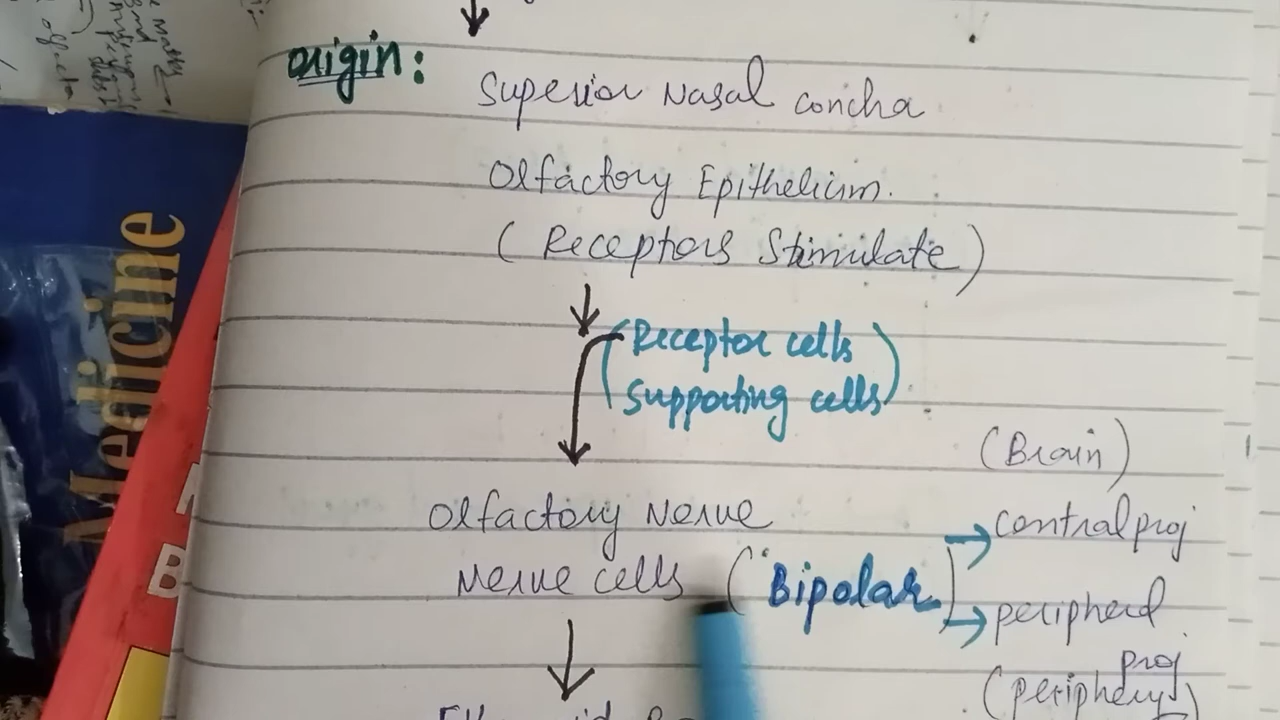 Origin:
Superior Nasal concha
Olfactory Epithelium.
(Receptors Stimulate)
(Receptor cells
Supporting cells)
(Brain)
Olfactory Nerve
central proj
Nerve cells (Bipolar)
peripheral
proj
(periphery)
Medicine